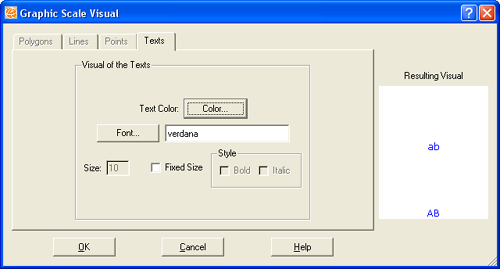 Graphic Scale Visual
Polygons Lines Points Texts
Visual of the Texts
Text Color: Color...
Font... verdana
Size: 10 Fixed Size
Style
Bold Italic
Resulting Visual
ab
AB
OK Cancel Help